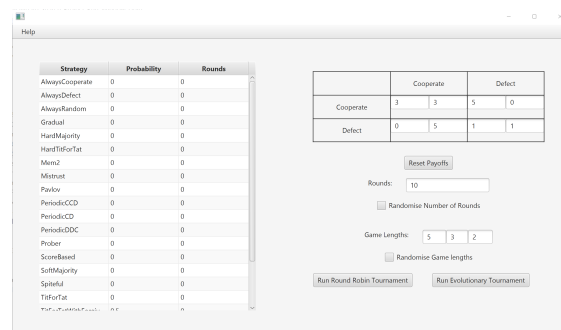 Help
Strategy Probability Rounds
AlwaysCooperate 0 0
AlwaysDefect 0 0
AlwaysRandom 0 0
Gradual 0 0
HardMajority 0 0
HardTitForTat 0 0
Mem2 0 0
Mistrust 0 0
Pavlov 0 0
PeriodicCCD 0 0
PeriodicCD 0 0
PeriodicDDC 0 0
Prober 0 0
ScoreBased 0 0
SoftMajority 0 0
Spiteful 0 0
TitForTat 0 0
0
Cooperate Defect
Cooperate 3 3 5 0
Defect 0 5 1 1
Reset Payoffs
Rounds: 10
Randomise Number of Rounds
Game Lengths: 5 3 2
Randomise Game lengths
Run Round Robin Tournament Run Evolutionary Tournament